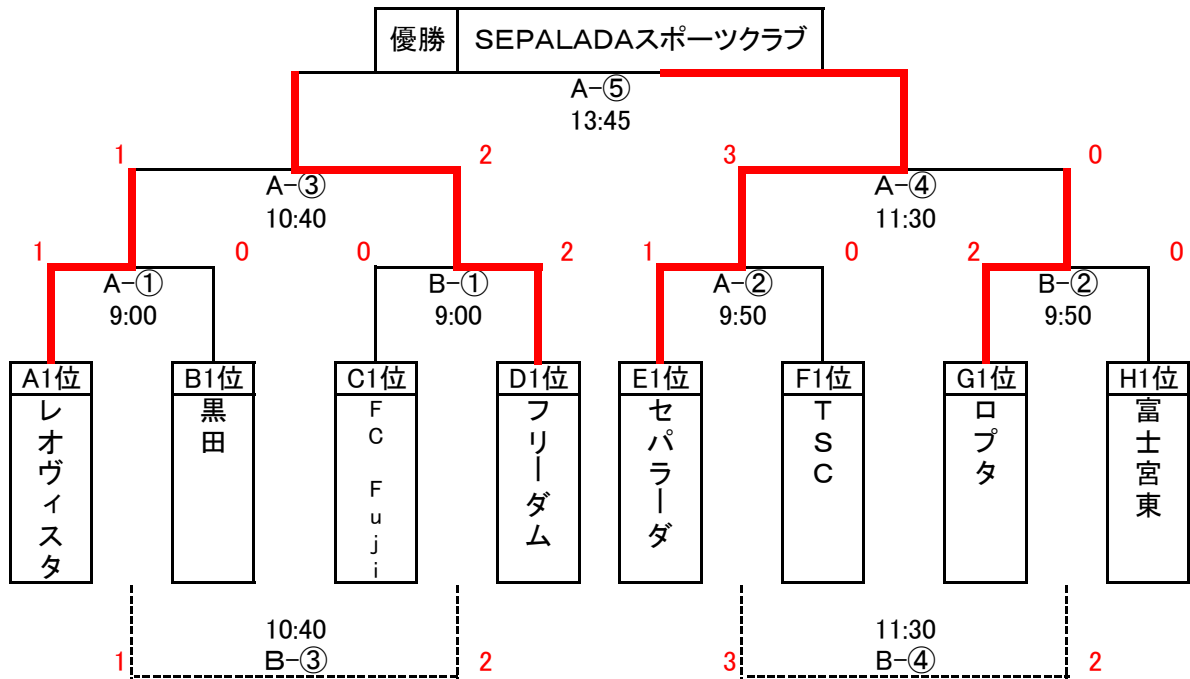 優勝 SEPALADAスポーツクラブ
A-⑤
13:45
1 2 3 0
A-③ A-④
10:40 11:30
1 0 0 2 1 0 2 0
A-① B-① A-② B-②
9:00 9:00 9:50 9:50
A1位 B1位 C1位 D1位 E1位 F1位 G1位 H1位
レオヴィスタ
黒田
FC Fuji
フリーダム
セパラーダ
TSC
ロプタ
富士宮東
10:40 11:30
1 B-③ 2 3 B-④ 2